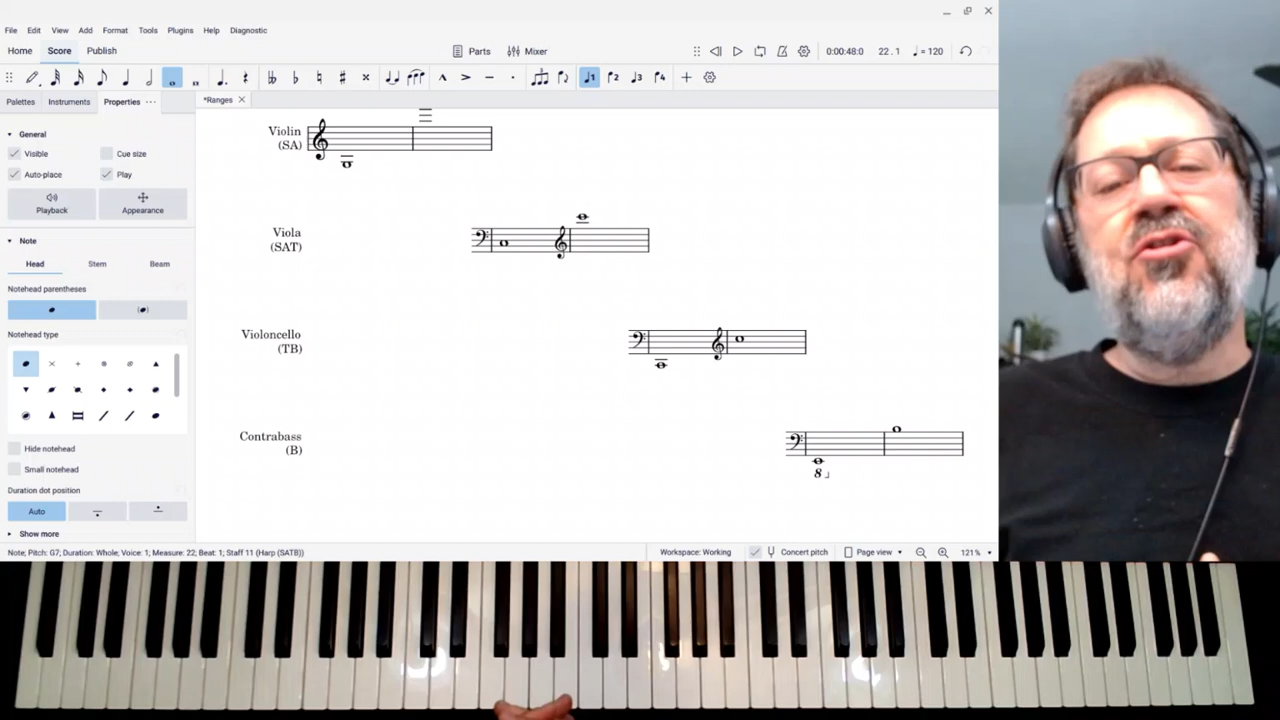 File Edit View Add Format Tools Plugins Help Diagnostic
Home Score Publish
Parts Mixer
0:00:48:0 22 . 1 = 120
1 2 3 4
Palettes Instruments Properties
*Ranges
General
Visible Cue size
Auto-place Play
Playback Appearance
Note
Head Stem Beam
Notehead parentheses
Notehead type
Hide notehead
Small notehead
Duration dot position
Auto
Show more
Violin
(SA)
Viola
(SAT)
Violoncello
(TB)
Contrabass
(B)
8
Note; Pitch: G7; Duration: Whole; Voice: 1; Measure: 22; Beat: 1; Staff 11 (Harp (SATB))
Workspace: Working Concert pitch Page view 121%